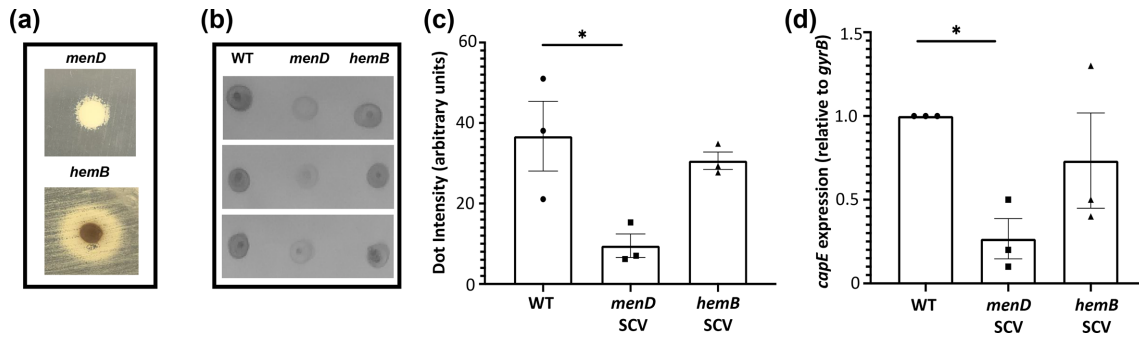 (a)
menD
hemB
(b)
WT menD hemB
(c)
Dot Intensity (arbitrary units)
60
40
20
0
WT menD hemB
SCV SCV
*
(d)
capE expression (relative to gyrB)
1.5
1.0
0.5
0
WT menD hemB
SCV SCV
*